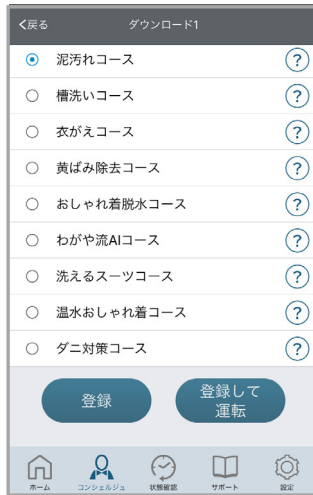 <戻る
ダウンロード1
泥汚れコース
?
槽洗いコース
?
衣がえコース
?
黄ばみ除去コース
?
おしゃれ着脱水コース
?
わがや流AIコース
?
洗えるスーツコース
?
温水おしゃれ着コース
?
ダニ対策コース
?
登録
登録して
運転
ホーム
コンシェルジュ
状態確認
サポート
設定